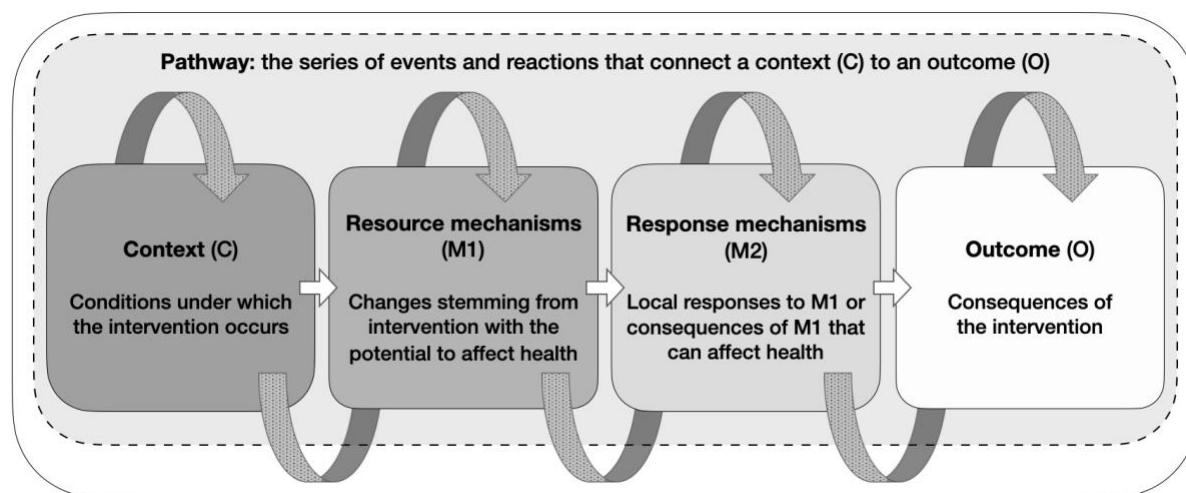 Pathway: the series of events and reactions that connect a context (C) to an outcome (O)
Context (C)
Conditions under which
the intervention occurs
Resource mechanisms
(M1)
Changes stemming from
intervention with the
potential to affect health
Response mechanisms
(M2)
Local responses to M1 or
consequences of M1 that
can affect health
Outcome (O)
Consequences of
the intervention